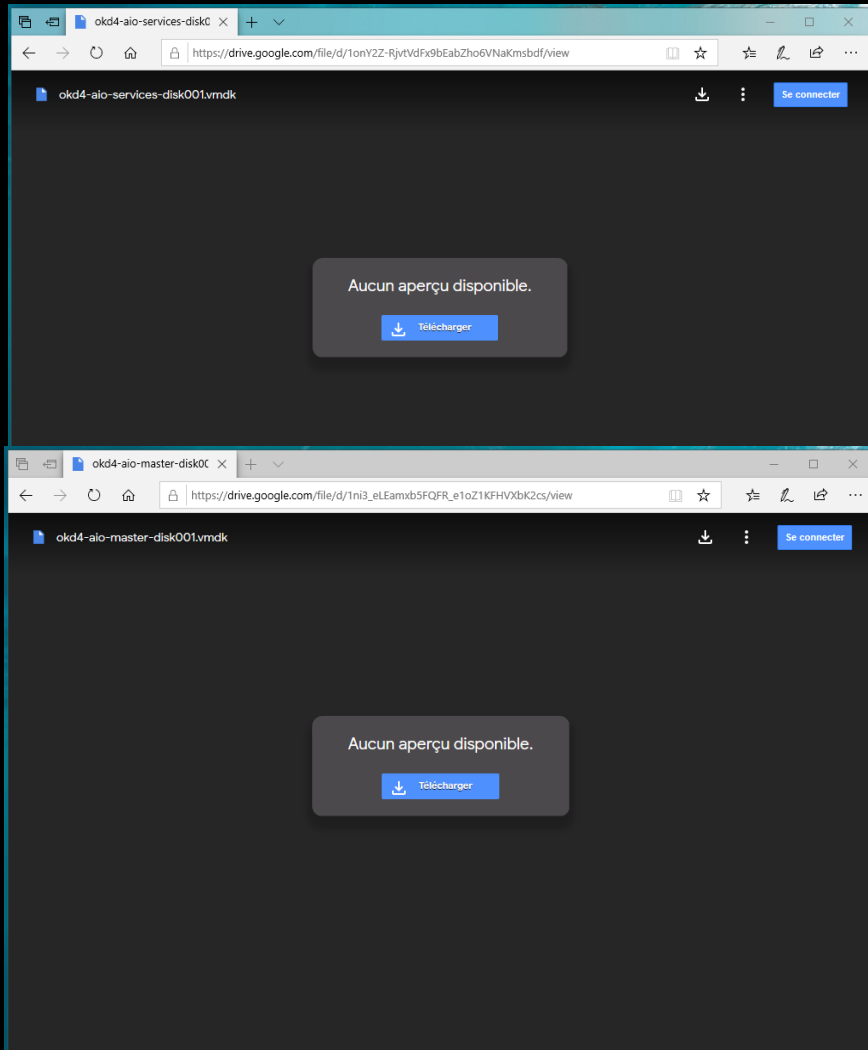 okd4-aio-services-disk0
https://drive.google.com/file/d/1onY2Z-RjvtVdFx9bEabZho6VNaKmsbdf/view
okd4-aio-services-disk001.vmdk
Se connecter
Aucun aperçu disponible.
Télécharger
okd4-aio-master-disk00
https://drive.google.com/file/d/1ni3_eLEamxb5FQFR_e1oZ1KFHVXbK2cs/view
okd4-aio-master-disk001.vmdk
Se connecter
Aucun aperçu disponible.
Télécharger